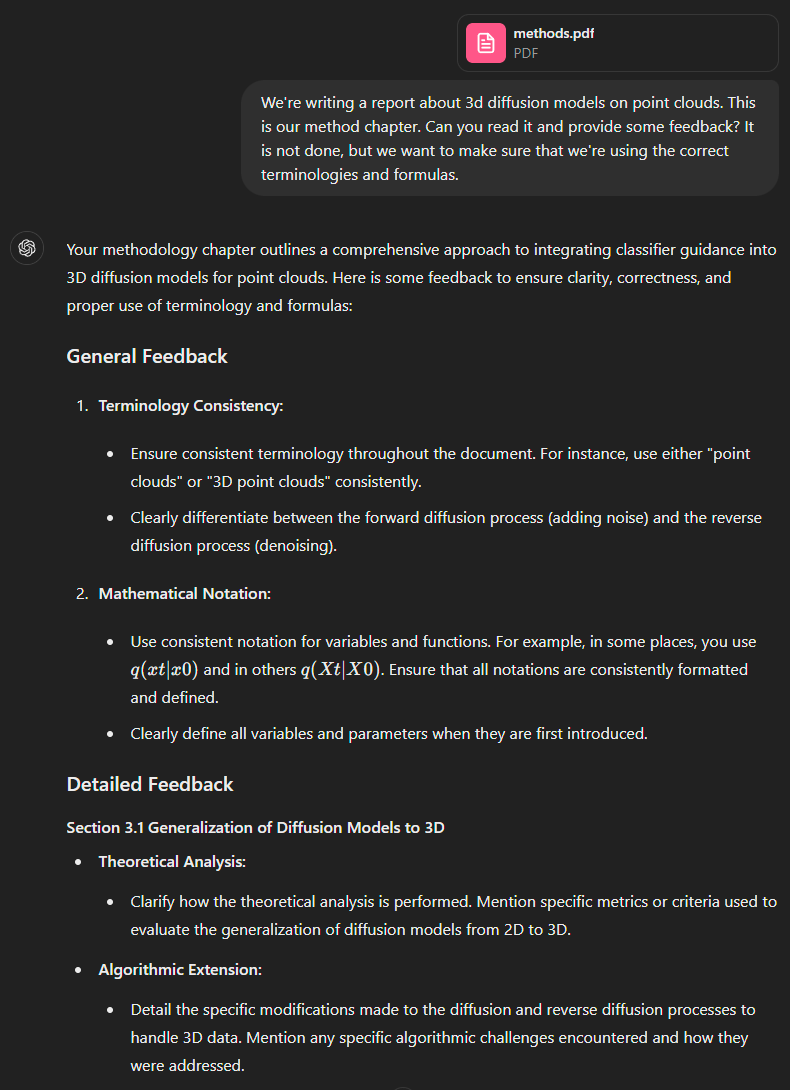 methods.pdf
PDF
We're writing a report about 3d diffusion models on point clouds. This
is our method chapter. Can you read it and provide some feedback? It
is not done, but we want to make sure that we're using the correct
terminologies and formulas.
Your methodology chapter outlines a comprehensive approach to integrating classifier guidance into
3D diffusion models for point clouds. Here is some feedback to ensure clarity, correctness, and
proper use of terminology and formulas:
General Feedback
1. Terminology Consistency:
• Ensure consistent terminology throughout the document. For instance, use either "point
clouds" or "3D point clouds" consistently.
• Clearly differentiate between the forward diffusion process (adding noise) and the reverse
diffusion process (denoising).
2. Mathematical Notation:
• Use consistent notation for variables and functions. For example, in some places, you use
q(xt|x0) and in others q(Xt|X0). Ensure that all notations are consistently formatted
and defined.
• Clearly define all variables and parameters when they are first introduced.
Detailed Feedback
Section 3.1 Generalization of Diffusion Models to 3D
• Theoretical Analysis:
• Clarify how the theoretical analysis is performed. Mention specific metrics or criteria used to
evaluate the generalization of diffusion models from 2D to 3D.
• Algorithmic Extension:
• Detail the specific modifications made to the diffusion and reverse diffusion processes to
handle 3D data. Mention any specific algorithmic challenges encountered and how they
were addressed.